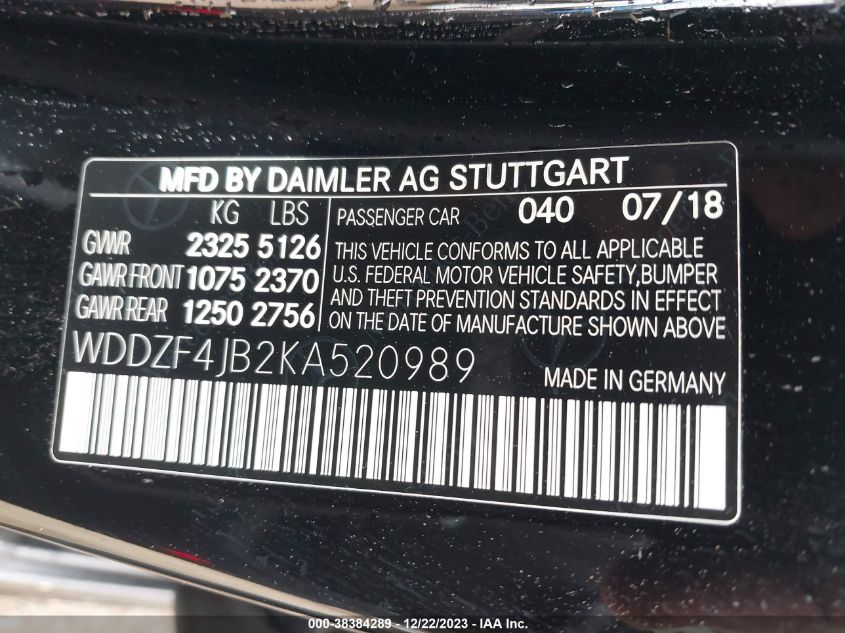 MFD BY DAIMLER AG STUTTGART
KG LBS
GVWR 2325 5126
GAWR FRONT 1075 2370
GAWR REAR 1250 2756
PASSENGER CAR 040 07/18
THIS VEHICLE CONFORMS TO ALL APPLICABLE
U.S. FEDERAL MOTOR VEHICLE SAFETY,BUMPER
AND THEFT PREVENTION STANDARDS IN EFFECT
ON THE DATE OF MANUFACTURE SHOWN ABOVE
WDDZF4JB2KA520989
MADE IN GERMANY
000-38384289 - 12/22/2023 - IAA Inc.